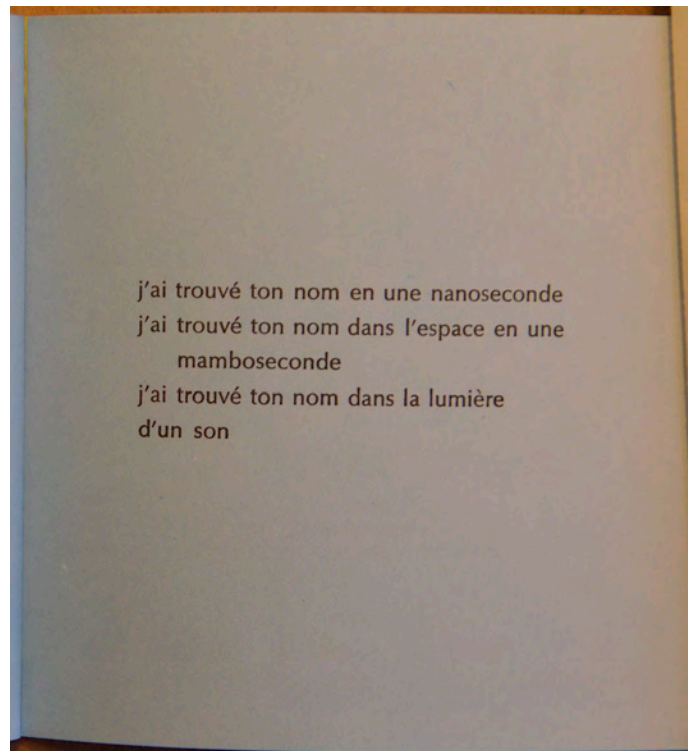 j'ai trouvé ton nom en une nanoseconde
j'ai trouvé ton nom dans l'espace en une
mamboseconde
j'ai trouvé ton nom dans la lumière
d'un son